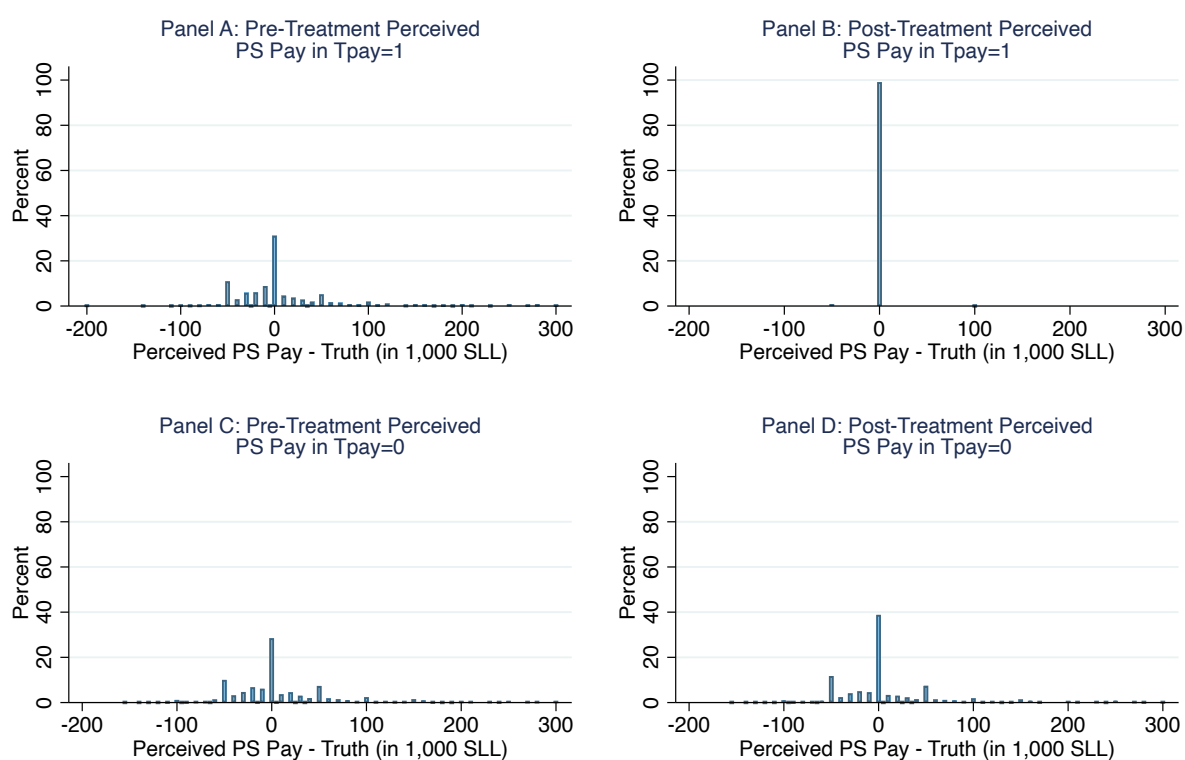 Panel A: Pre-Treatment Perceived
PS Pay in Tpay=1
Percent
100
80
60
40
20
0
-200 -100 0 100 200 300
Perceived PS Pay - Truth (in 1,000 SLL)
Panel B: Post-Treatment Perceived
PS Pay in Tpay=1
Percent
100
80
60
40
20
0
-200 -100 0 100 200 300
Perceived PS Pay - Truth (in 1,000 SLL)
Panel C: Pre-Treatment Perceived
PS Pay in Tpay=0
Percent
100
80
60
40
20
0
-200 -100 0 100 200 300
Perceived PS Pay - Truth (in 1,000 SLL)
Panel D: Post-Treatment Perceived
PS Pay in Tpay=0
Percent
100
80
60
40
20
0
-200 -100 0 100 200 300
Perceived PS Pay - Truth (in 1,000 SLL)